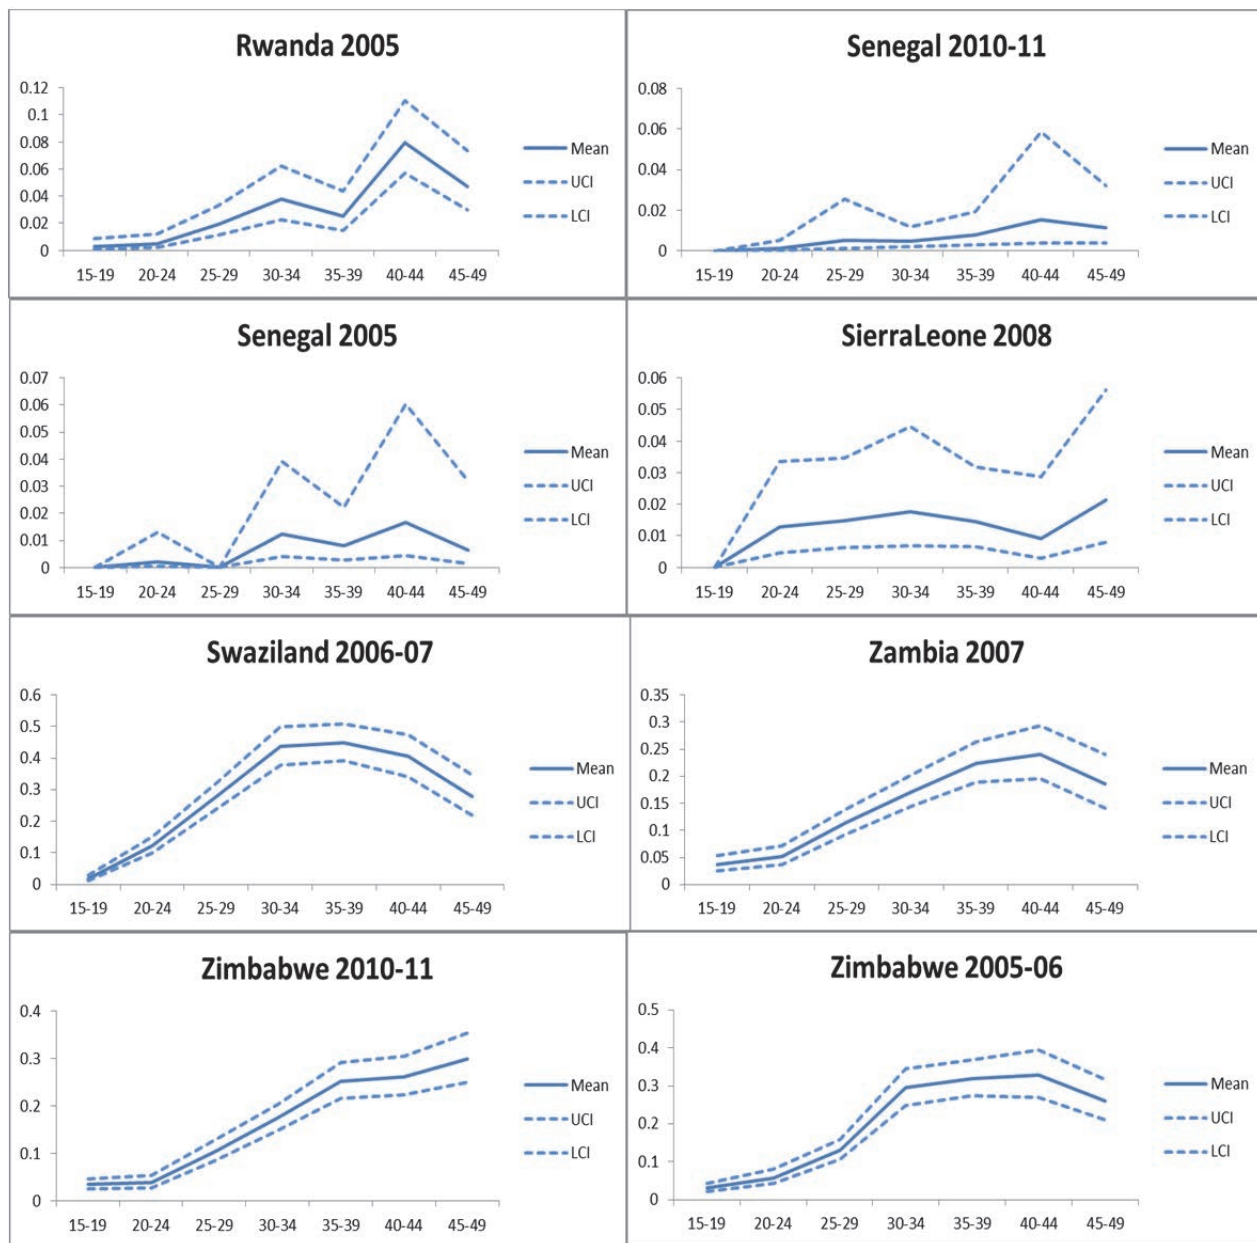 Rwanda 2005
0.12
0.1
0.08
0.06
0.04
0.02
0
15-19 20-24 25-29 30-34 35-39 40-44 45-49
Mean
UCI
LCI
Senegal 2010-11
0.08
0.06
0.04
0.02
0
15-19 20-24 25-29 30-34 35-39 40-44 45-49
Mean
UCI
LCI
Senegal 2005
0.07
0.06
0.05
0.04
0.03
0.02
0.01
0
15-19 20-24 25-29 30-34 35-39 40-44 45-49
Mean
UCI
LCI
SierraLeone 2008
0.06
0.05
0.04
0.03
0.02
0.01
0
15-19 20-24 25-29 30-34 35-39 40-44 45-49
Mean
UCI
LCI
Swaziland 2006-07
0.6
0.5
0.4
0.3
0.2
0.1
0
15-19 20-24 25-29 30-34 35-39 40-44 45-49
Mean
UCI
LCI
Zambia 2007
0.35
0.3
0.25
0.2
0.15
0.1
0.05
0
15-19 20-24 25-29 30-34 35-39 40-44 45-49
Mean
UCI
LCI
Zimbabwe 2010-11
0.4
0.3
0.2
0.1
0
15-19 20-24 25-29 30-34 35-39 40-44 45-49
Mean
UCI
LCI
Zimbabwe 2005-06
0.5
0.4
0.3
0.2
0.1
0
15-19 20-24 25-29 30-34 35-39 40-44 45-49
Mean
UCI
LCI